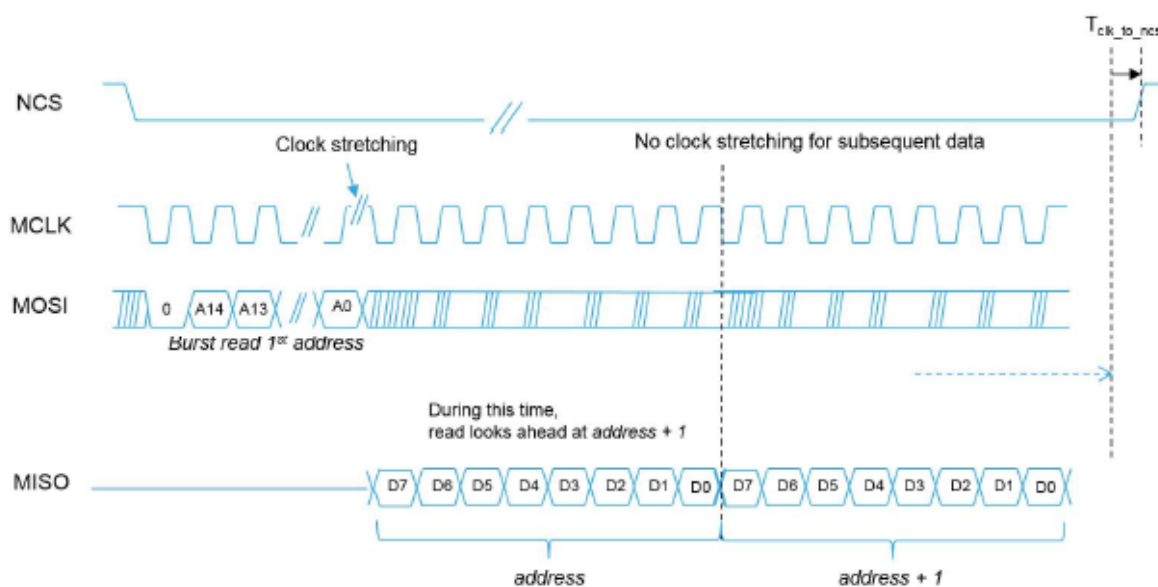 T clk_to_ncs
NCS
Clock stretching
No clock stretching for subsequent data
MCLK
MOSI
0 A14 A13 A0
Burst read 1st address
During this time,
read looks ahead at address + 1
MISO
D7 D6 D5 D4 D3 D2 D1 D0 D7 D6 D5 D4 D3 D2 D1 D0
address
address + 1